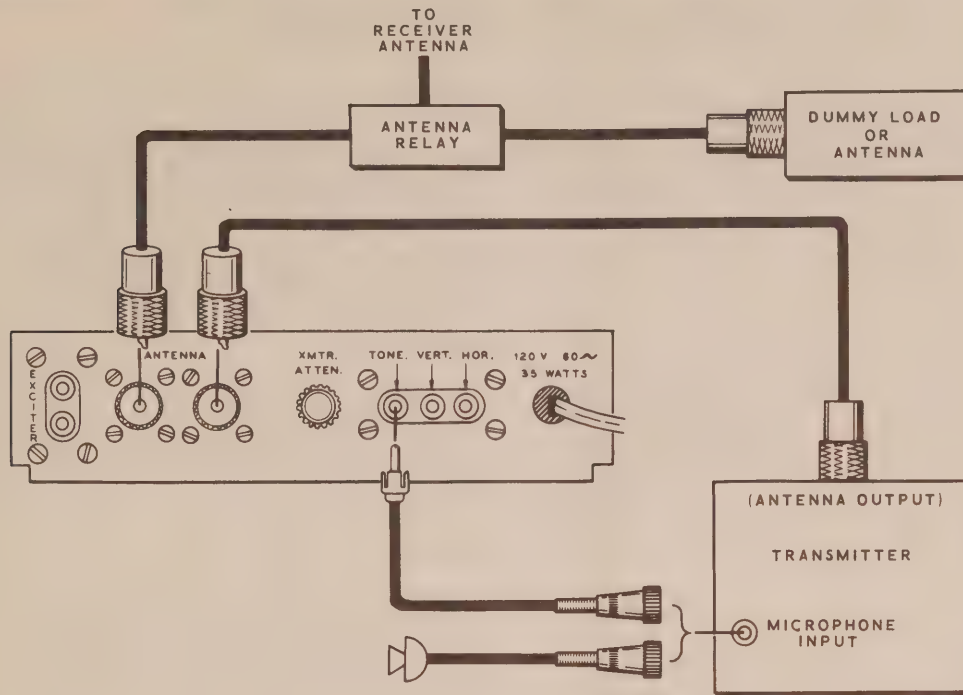 TO
RECEIVER
ANTENNA
ANTENNA
RELAY
DUMMY LOAD
OR
ANTENNA
EXCITER
ANTENNA
XMTR.
ATTEN.
TONE. VERT. HOR.
120 V 60~
35 WATTS
(ANTENNA OUTPUT)
TRANSMITTER
MICROPHONE
INPUT